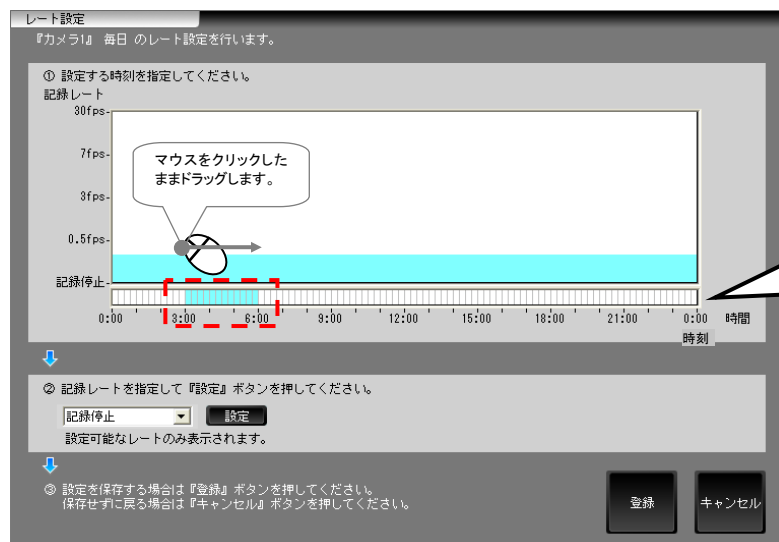 レート設定
『カメラ1』 毎日 のレート設定を行います。
① 設定する時刻を指定してください。
記録レート
30fps
7fps
マウスをクリックした
ままドラッグします。
3fps
0.5fps
記録停止
0:00 3:00 6:00 9:00 12:00 15:00 18:00 21:00 0:00 時間
時刻
② 記録レートを指定して『設定』ボタンを押してください。
記録停止 設定
設定可能なレートのみ表示されます。
③ 設定を保存する場合は『登録』ボタンを押してください。
保存せずに戻る場合は『キャンセル』ボタンを押してください。
登録 キャンセル